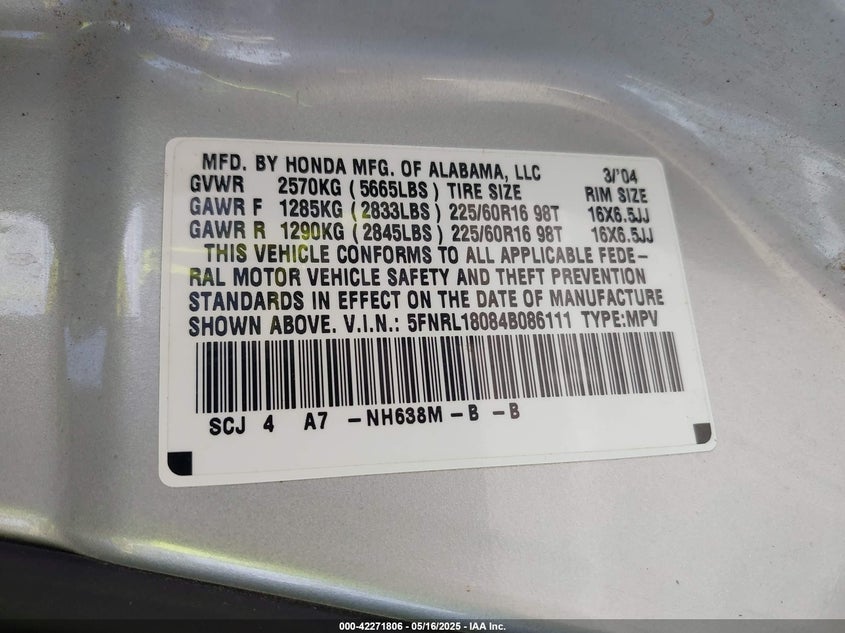 MFD. BY HONDA MFG. OF ALABAMA, LLC 3/'04
GVWR 2570KG (5665LBS) TIRE SIZE RIM SIZE
GAWR F 1285KG (2833LBS) 225/60R16 98T 16X6.5JJ
GAWR R 1290KG (2845LBS) 225/60R16 98T 16X6.5JJ
THIS VEHICLE CONFORMS TO ALL APPLICABLE FEDE-
RAL MOTOR VEHICLE SAFETY AND THEFT PREVENTION
STANDARDS IN EFFECT ON THE DATE OF MANUFACTURE
SHOWN ABOVE. V.I.N.: 5FNRL18084B086111 TYPE:MPV
SCJ 4 A7 -NH638M -B -B
000-42271806 - 05/16/2025 - IAA Inc.